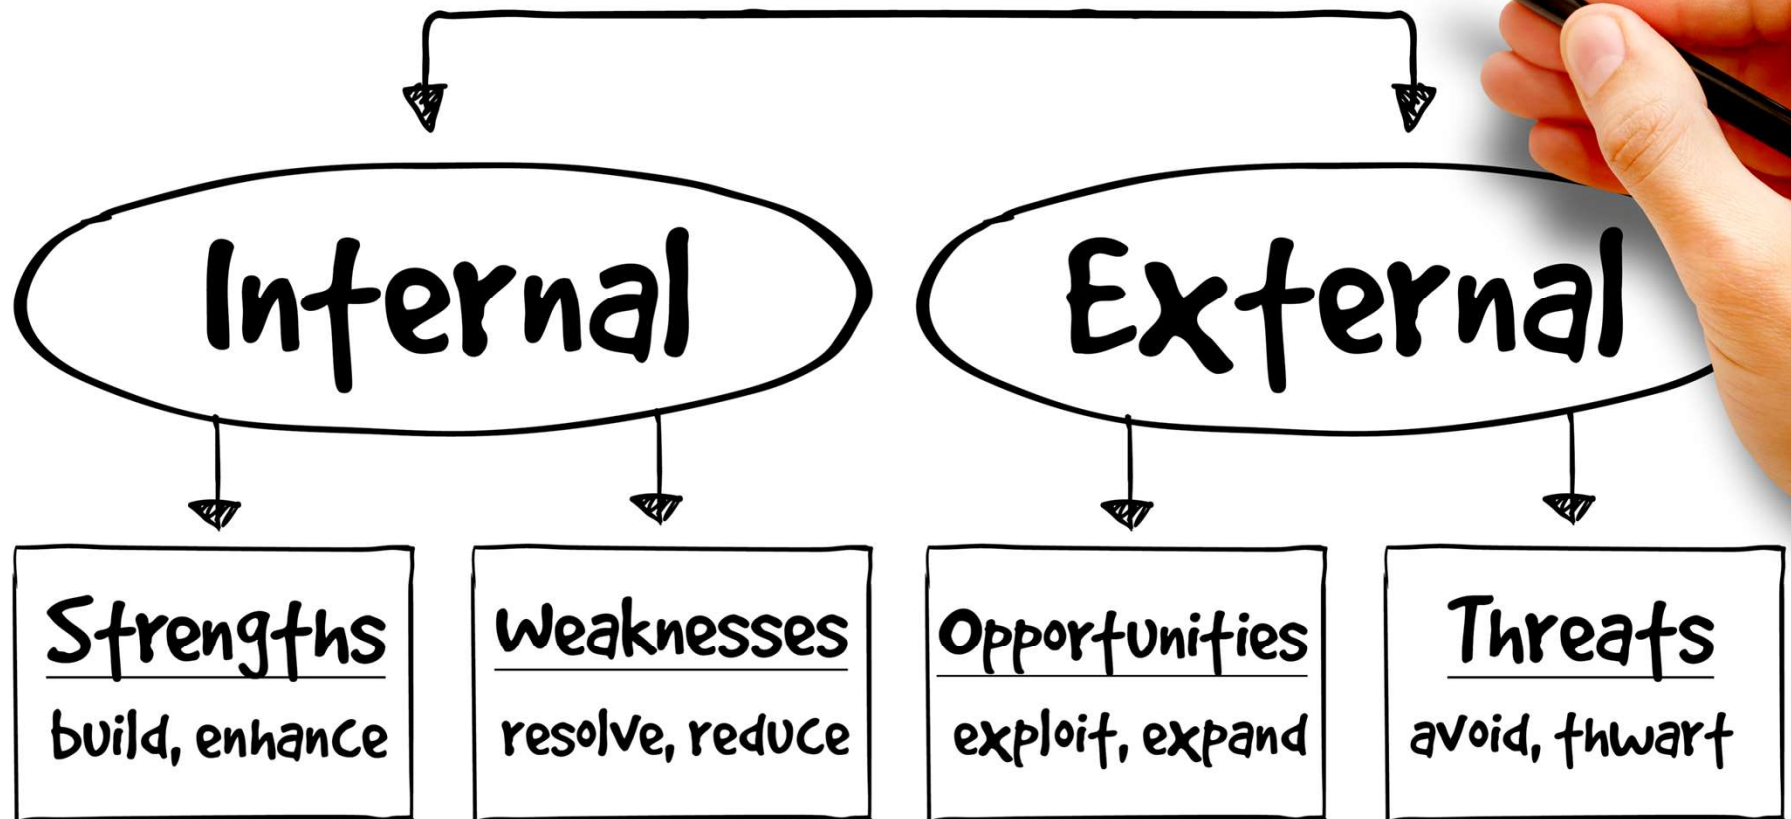 Internal
External
Strengths
build, enhance
Weaknesses
resolve, reduce
Opportunities
exploit, expand
Threats
avoid, thwart